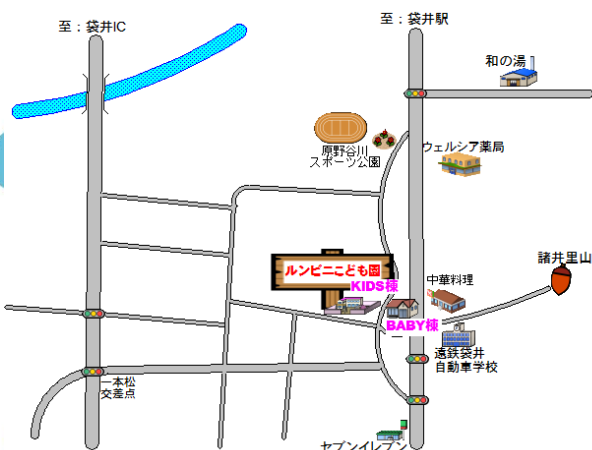 至：袋井IC
至：袋井駅
和の湯
原野谷川
スポーツ公園
ウェルシア薬局
ルンビニこども園
KIDS棟
中華料理
諸井里山
BABY棟
遠鉄袋井
自動車学校
一本松
交差点
セブンイレブン